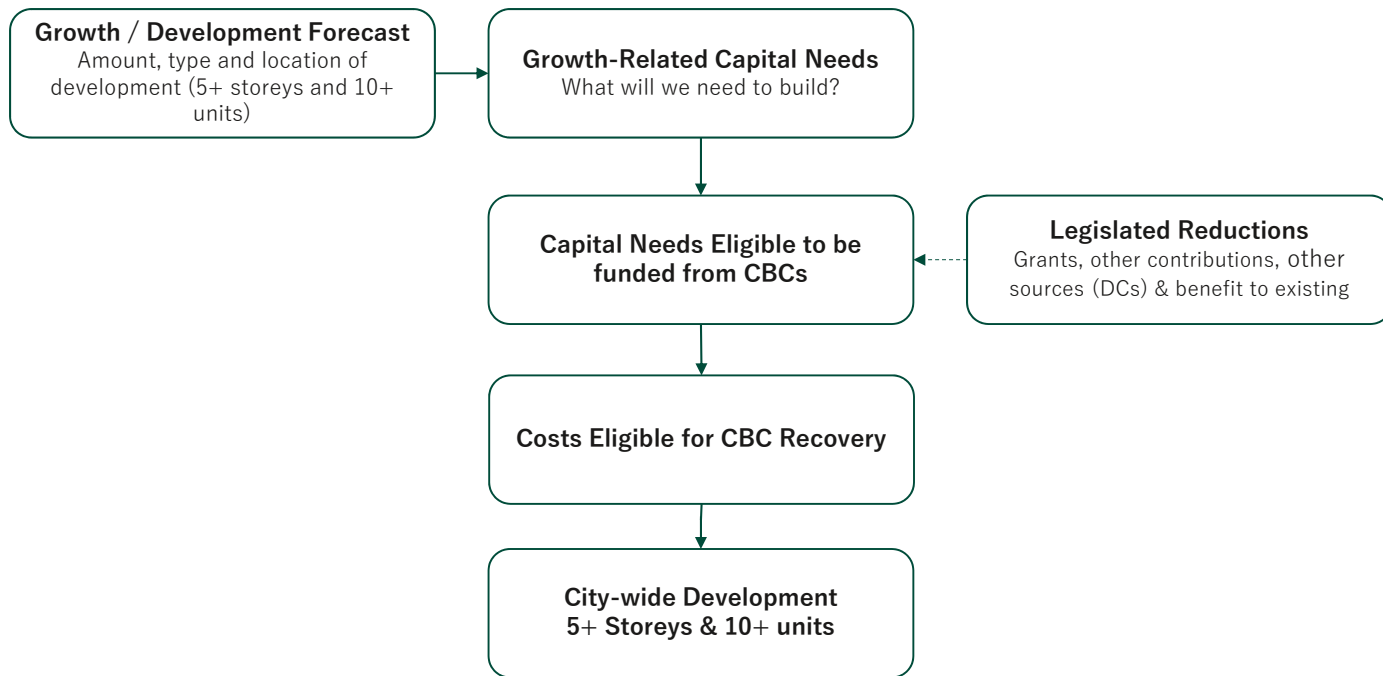 Growth / Development Forecast
Amount, type and location of
development (5+ storeys and 10+
units)
Growth-Related Capital Needs
What will we need to build?
Capital Needs Eligible to be
funded from CBCs
Legislated Reductions
Grants, other contributions, other
sources (DCs) & benefit to existing
Costs Eligible for CBC Recovery
City-wide Development
5+ Storeys & 10+ units